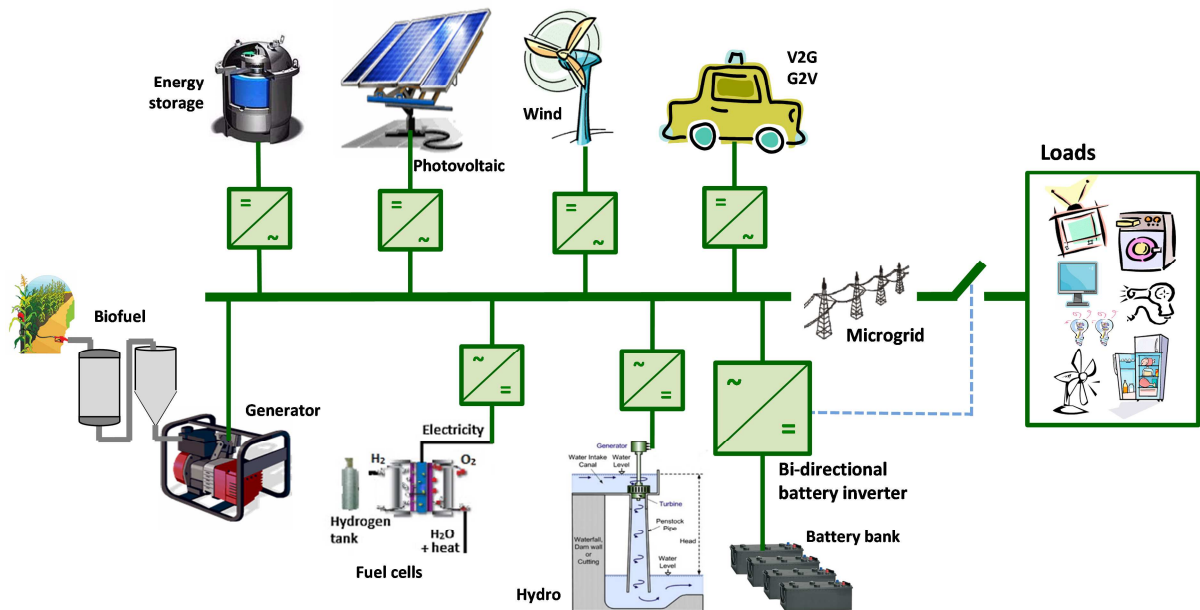 Energy
storage
Photovoltaic
Wind
V2G
G2V
Loads
=
~
=
~
=
~
=
~
Biofuel
Generator
Microgrid
~
=
~
=
~
=
Electricity
H2
O2
Hydrogen
tank
H2O
+ heat
Fuel cells
Generator
Water Intake
Canal
Water
Level
Turbine
Penstock
Pipe
Head
Waterfall,
Dam wall
or
Cutting
Water
Level
Hydro
Bi-directional
battery inverter
Battery bank